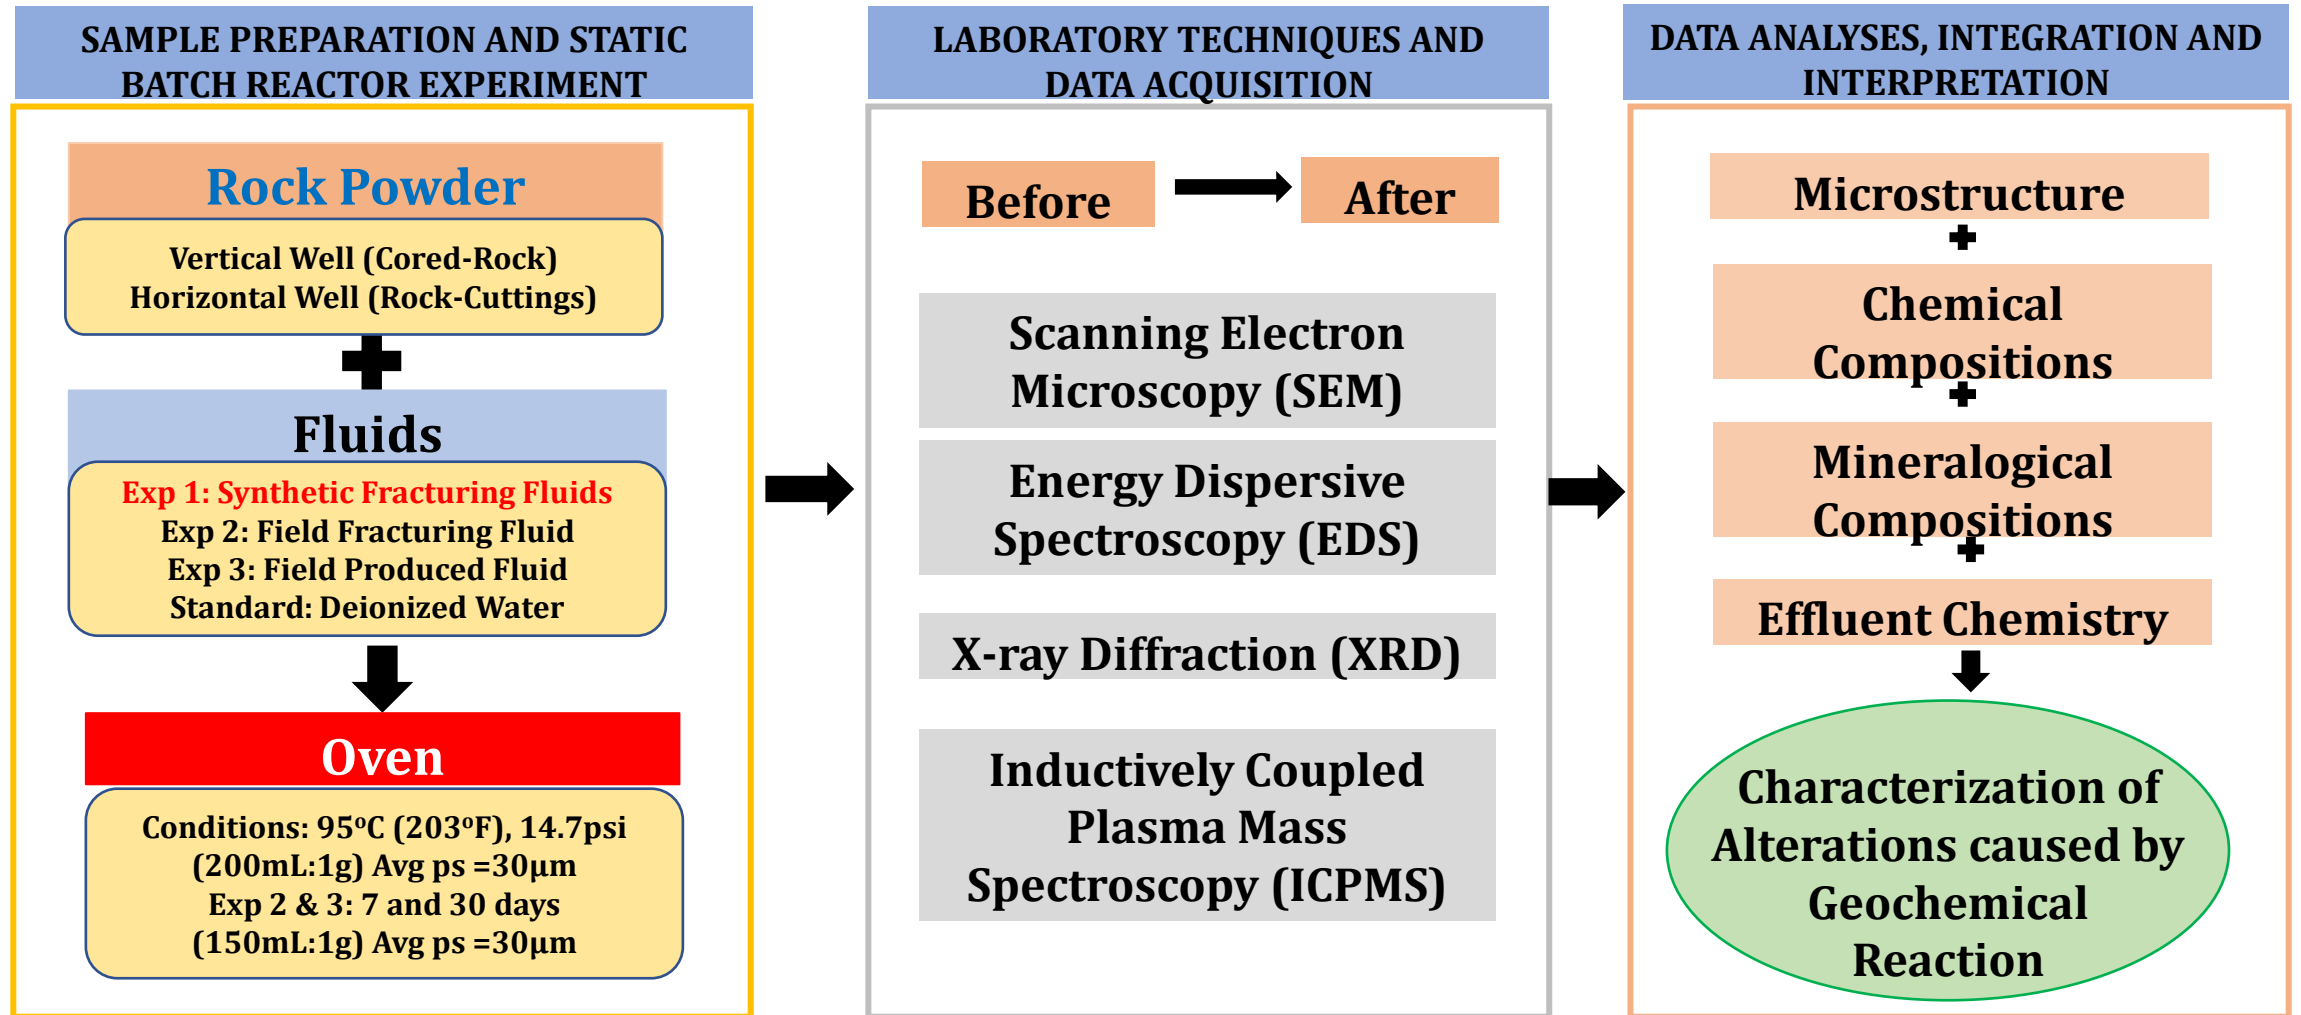 SAMPLE PREPARATION AND STATIC
BATCH REACTOR EXPERIMENT
Rock Powder
Vertical Well (Cored-Rock)
Horizontal Well (Rock-Cuttings)
Fluids
Exp 1: Synthetic Fracturing Fluids
Exp 2: Field Fracturing Fluid
Exp 3: Field Produced Fluid
Standard: Deionized Water
Oven
Conditions: 95ºC (203ºF), 14.7psi
(200mL:1g) Avg ps =30µm
Exp 2 & 3: 7 and 30 days
(150mL:1g) Avg ps =30µm
LABORATORY TECHNIQUES AND
DATA ACQUISITION
Before
After
Scanning Electron
Microscopy (SEM)
Energy Dispersive
Spectroscopy (EDS)
X-ray Diffraction (XRD)
Inductively Coupled
Plasma Mass
Spectroscopy (ICPMS)
DATA ANALYSES, INTEGRATION AND
INTERPRETATION
Microstructure
Chemical
Compositions
Mineralogical
Compositions
Effluent Chemistry
Characterization of
Alterations caused by
Geochemical
Reaction